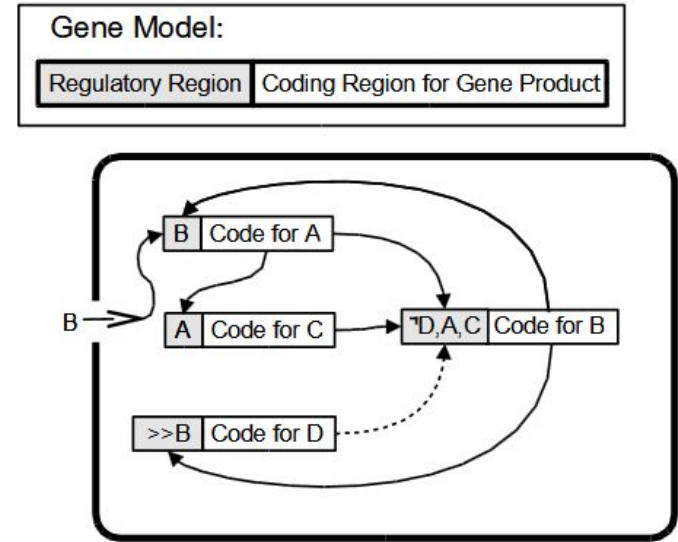 Gene Model:
Regulatory Region Coding Region for Gene Product
B Code for A
B
A Code for C
¬D,A,C Code for B
>>B Code for D